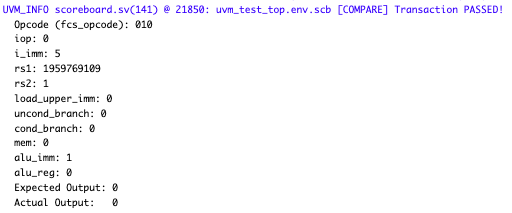 UVM_INFO scoreboard.sv(141) @ 21850: uvm_test_top.env.scb [COMPARE] Transaction PASSED!
Opcode (fcs_opcode): 010
iop: 0
i_imm: 5
rs1: 1959769109
rs2: 1
load_upper_imm: 0
uncond_branch: 0
cond_branch: 0
mem: 0
alu_imm: 1
alu_reg: 0
Expected Output: 0
Actual Output: 0